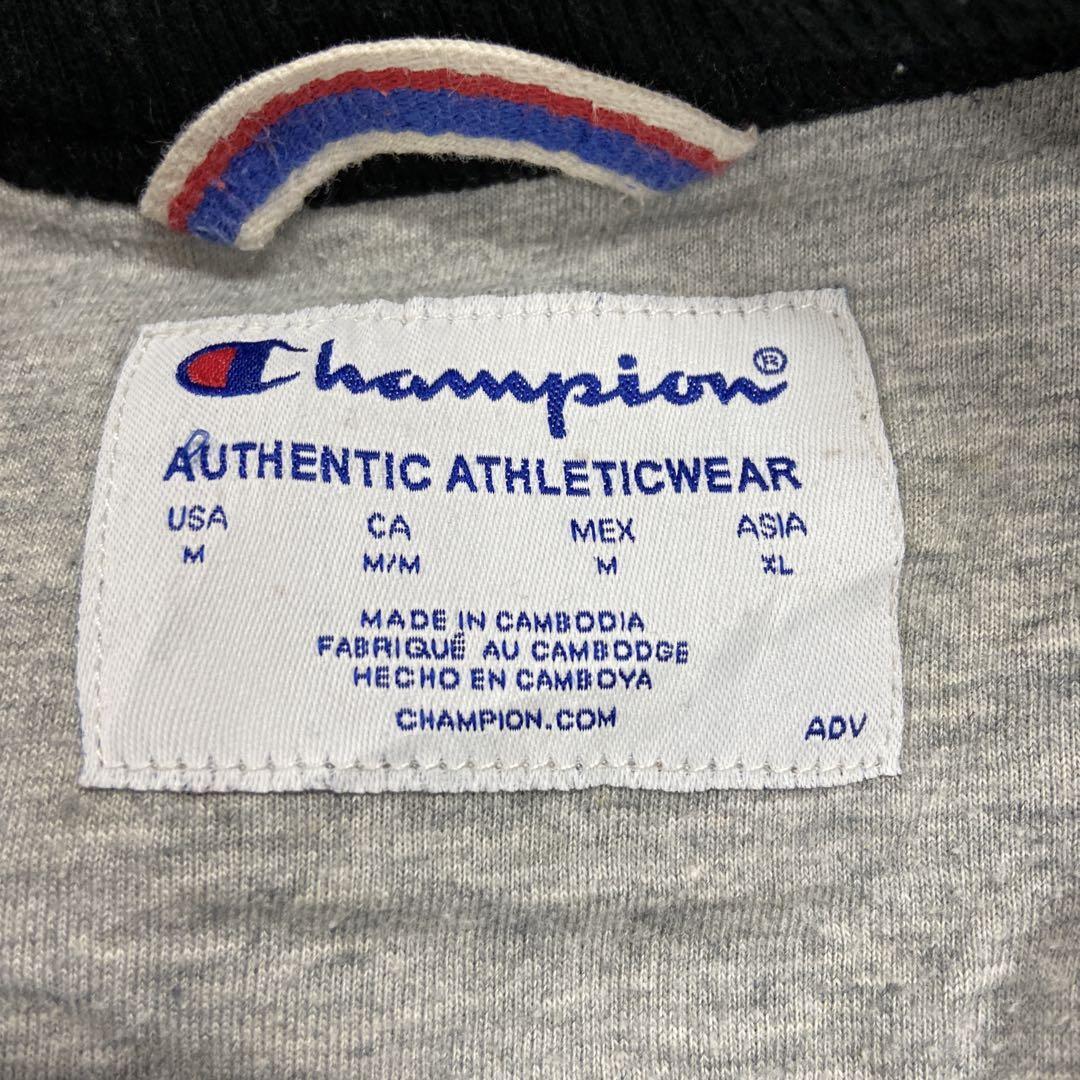 Champion®
AUTHENTIC ATHLETICWEAR
USA CA MEX ASIA
M M/M M XL
MADE IN CAMBODIA
FABRIQUÉ AU CAMBODGE
HECHO EN CAMBOYA
CHAMPION.COM
ADV